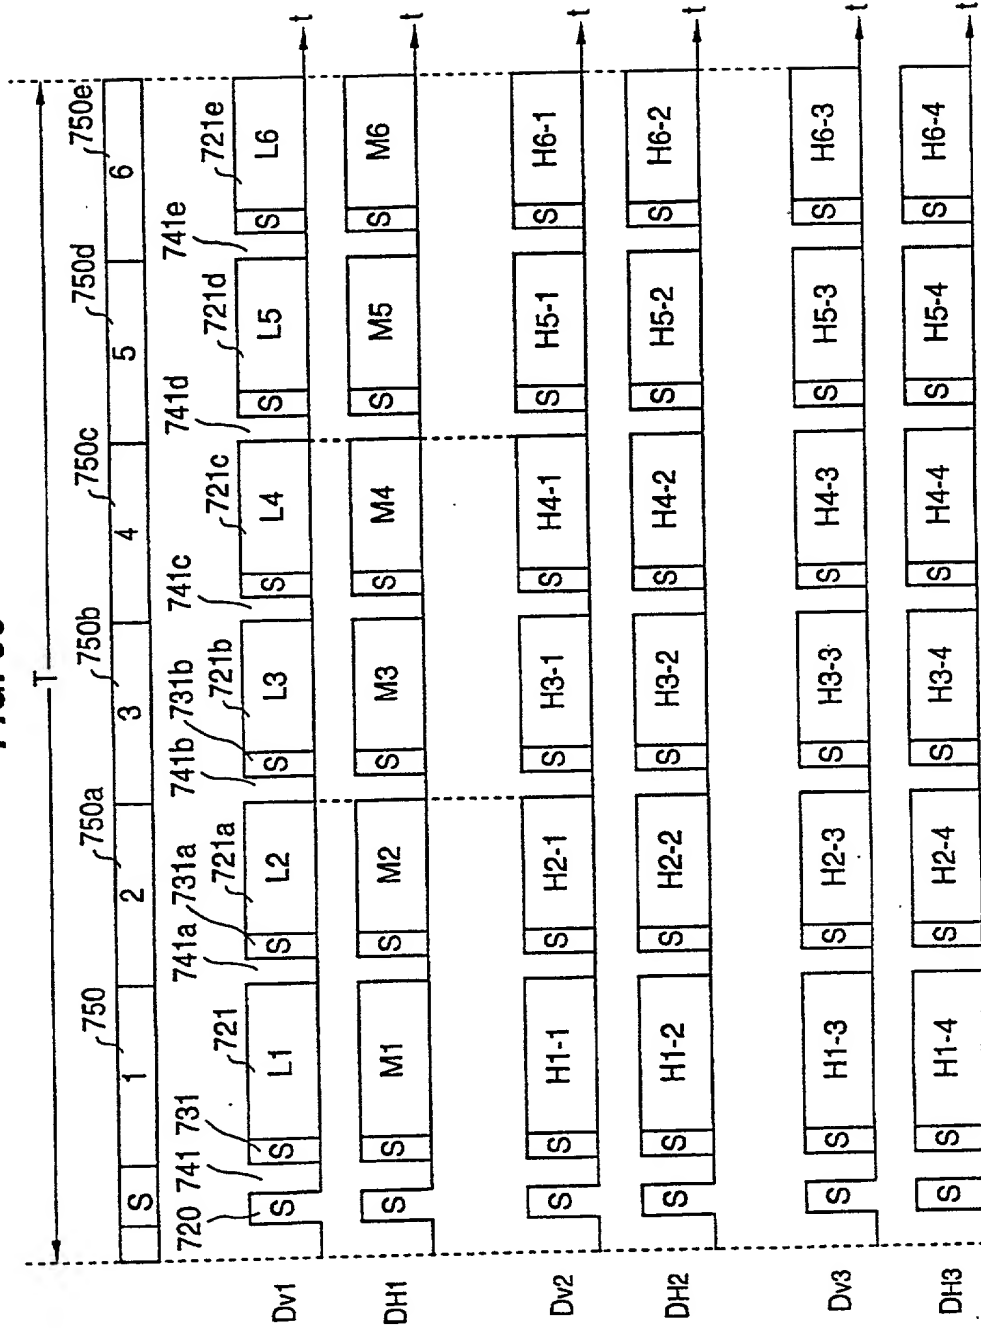 T
750 750a 750b 750c 750d 750e
S 1 2 3 4 5 6
720 741 731 721 741a 731a 721a 741b 731b 721b 741c 721c 741d 721d 741e 721e
Dv1 S S L1 S L2 S L3 S L4 S L5 S L6 t
DH1 S S M1 S M2 S M3 S M4 S M5 S M6 t
Dv2 S S H1-1 S H2-1 S H3-1 S H4-1 S H5-1 S H6-1 t
DH2 S S H1-2 S H2-2 S H3-2 S H4-2 S H5-2 S H6-2 t
Dv3 S S H1-3 S H2-3 S H3-3 S H4-3 S H5-3 S H6-3 t
DH3 S S H1-4 S H2-4 S H3-4 S H4-4 S H5-4 S H6-4 t